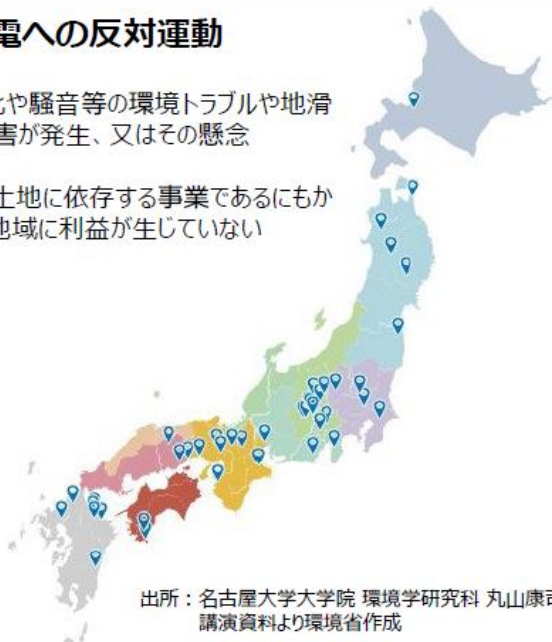 電への反対運動
化や騒音等の環境トラブルや地滑
害が発生、又はその懸念
土地に依存する事業であるにもか
地域に利益が生じていない
出所：名古屋大学大学院 環境学研究科 丸山康司
講演資料より環境省作成